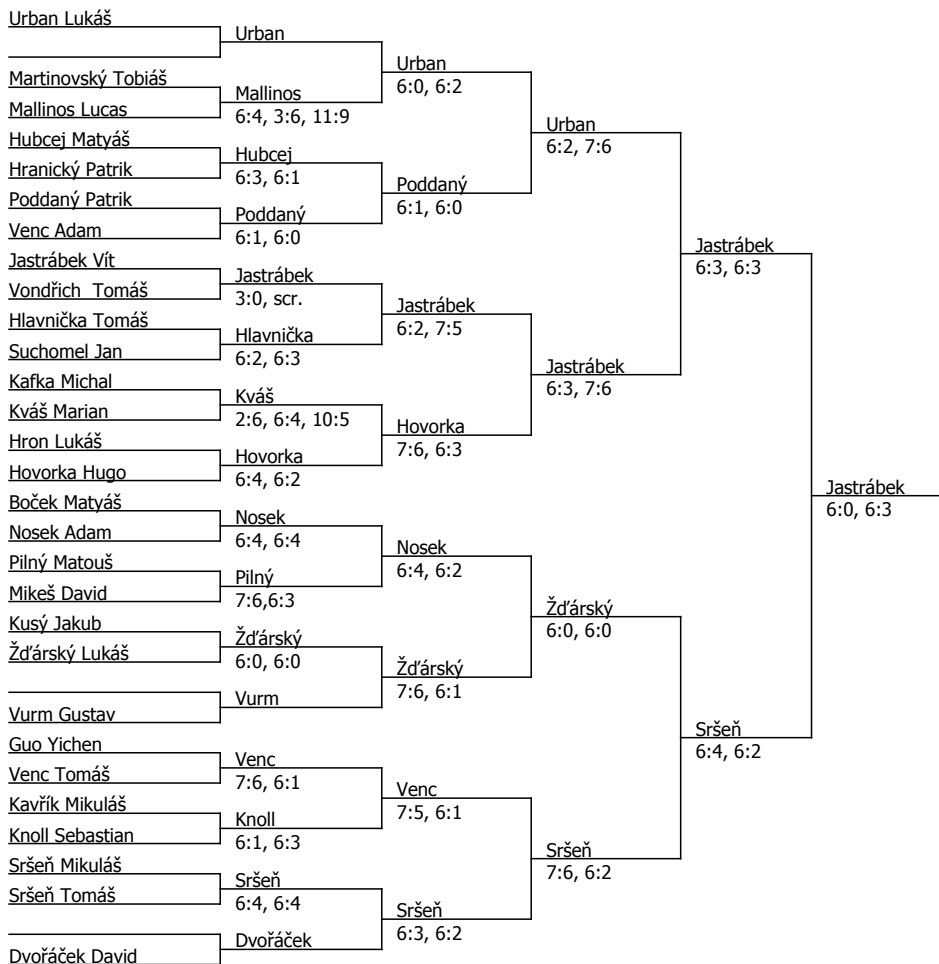 Urban Lukáš
Martinovský Tobiáš
Mallinos Lucas
Hubcej Matyáš
Hranický Patrik
Poddaný Patrik
Venc Adam
Jastrábek Vít
Vondřich  Tomáš
Hlavnička Tomáš
Suchomel Jan
Kafka Michal
Kváš Marian
Hron Lukáš
Hovorka Hugo
Boček Matyáš
Nosek Adam
Pilný Matouš
Mikeš David
Kusý Jakub
Žďárský Lukáš
Vurm Gustav
Guo Yichen
Venc Tomáš
Kavřík Mikuláš
Knoll Sebastian
Sršeň Mikuláš
Sršeň Tomáš
Dvořáček David
Urban
Mallinos
6:4, 3:6, 11:9
Hubcej
6:3, 6:1
Poddaný
6:1, 6:0
Jastrábek
3:0, scr.
Hlavnička
6:2, 6:3
Kváš
2:6, 6:4, 10:5
Hovorka
6:4, 6:2
Nosek
6:4, 6:4
Pilný
7:6,6:3
Žďárský
6:0, 6:0
Vurm
Venc
7:6, 6:1
Knoll
6:1, 6:3
Sršeň
6:4, 6:4
Dvořáček
Urban
6:0, 6:2
Poddaný
6:1, 6:0
Jastrábek
6:2, 7:5
Hovorka
7:6, 6:3
Nosek
6:4, 6:2
Žďárský
7:6, 6:1
Venc
7:5, 6:1
Sršeň
6:3, 6:2
Urban
6:2, 7:6
Jastrábek
6:3, 7:6
Žďárský
6:0, 6:0
Sršeň
7:6, 6:2
Jastrábek
6:3, 6:3
Sršeň
6:4, 6:2
Jastrábek
6:0, 6:3